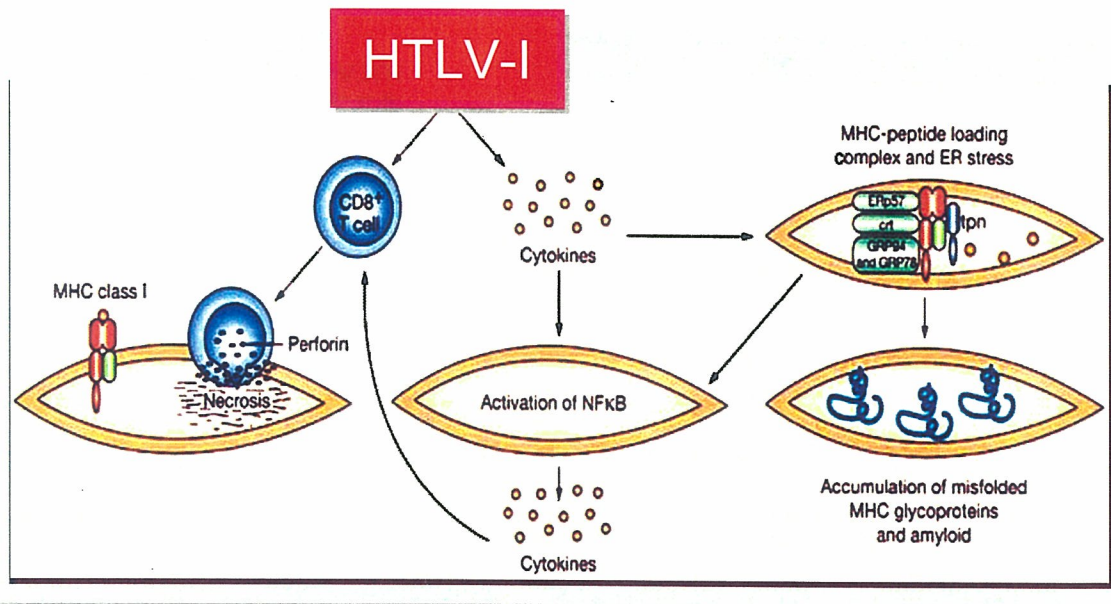 HTLV-I
MHC-peptide loading
complex and ER stress
CD8+
T cell
ERp57
crt
GRP94
and GRP78
tpn
Cytokines
MHC class I
Perforin
Necrosis
Activation of NFκB
Accumulation of misfolded
MHC glycoproteins
and amyloid
Cytokines